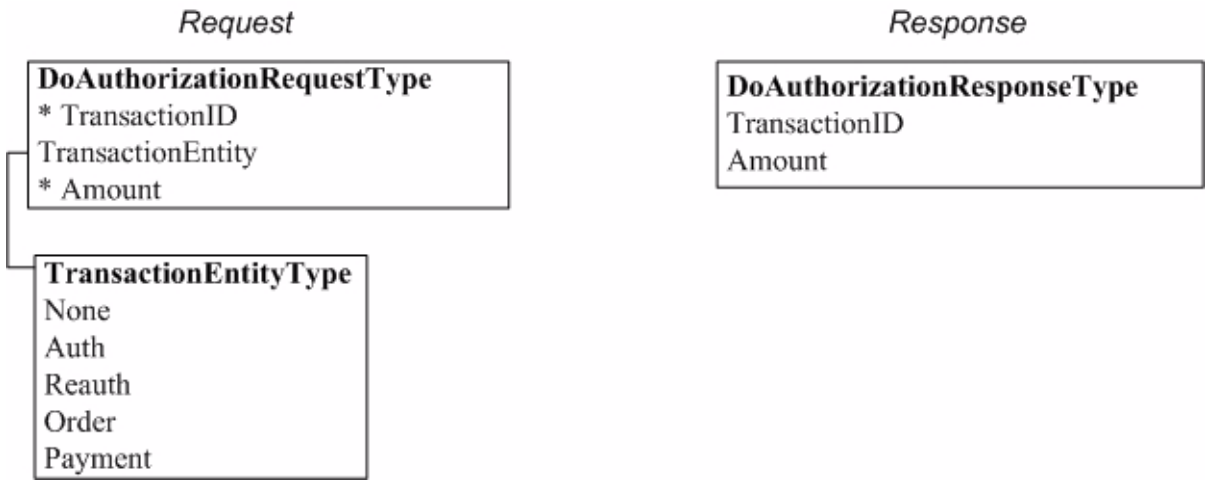 Request
DoAuthorizationRequestType
* TransactionID
TransactionEntity
* Amount
TransactionEntityType
None
Auth
Reauth
Order
Payment
Response
DoAuthorizationResponseType
TransactionID
Amount